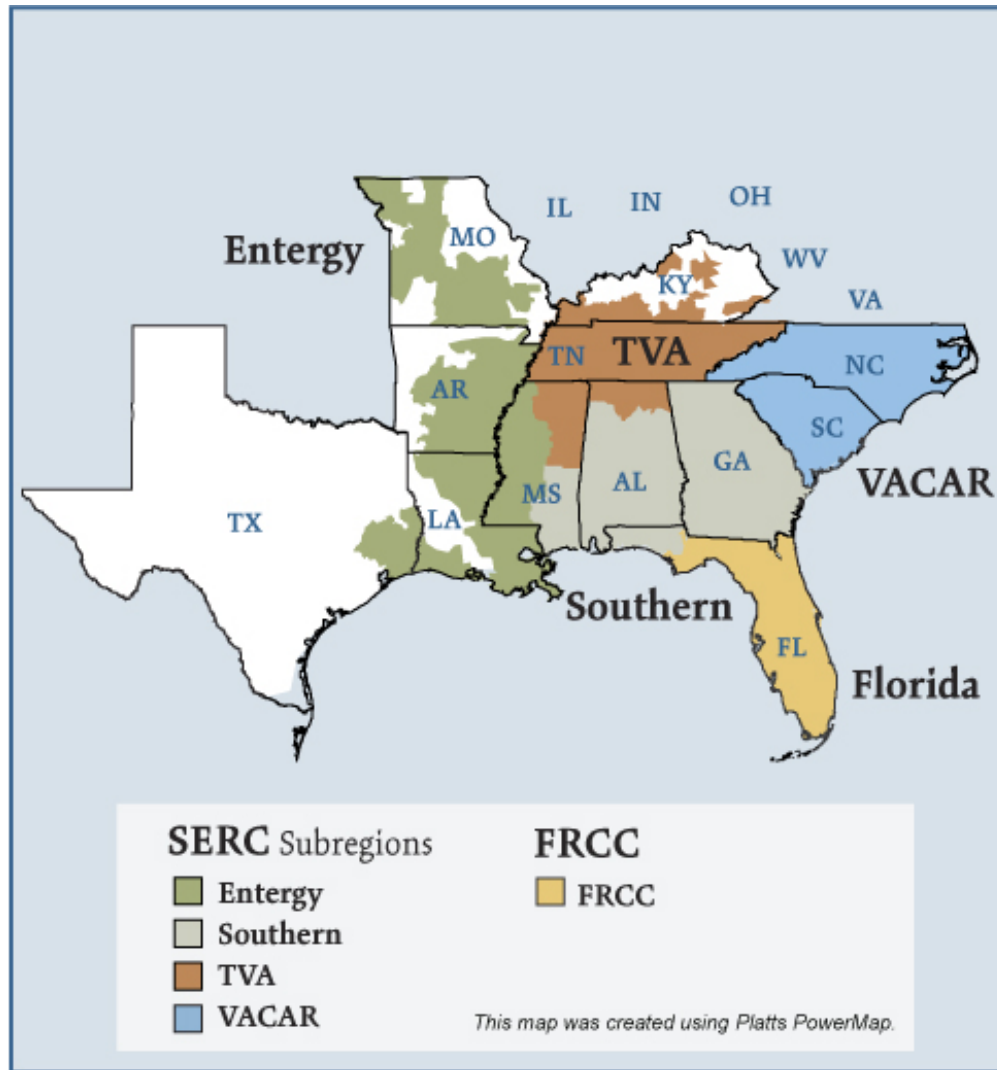 OH
IL
IN
MO
Entergy
WV
KY
VA
TN
TVA
NC
AR
SC
GA
MS
AL
VACAR
TX
LA
Southern
FL
Florida
SERC Subregions
Entergy
Southern
TVA
VACAR
FRCC
FRCC
This map was created using Platts PowerMap.